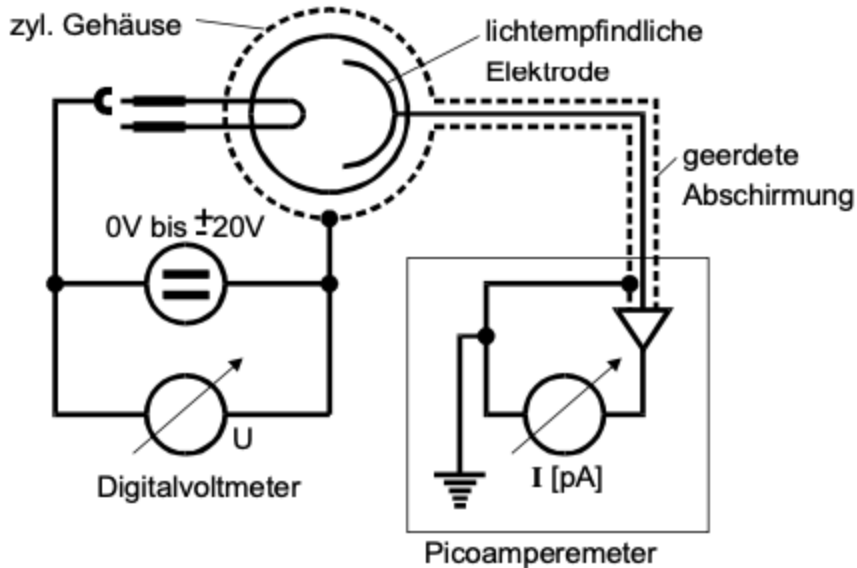 zyl. Gehäuse
lichtempfindliche
Elektrode
geerdete
Abschirmung
0V bis ±20V
U
Digitalvoltmeter
I [pA]
Picoamperemeter